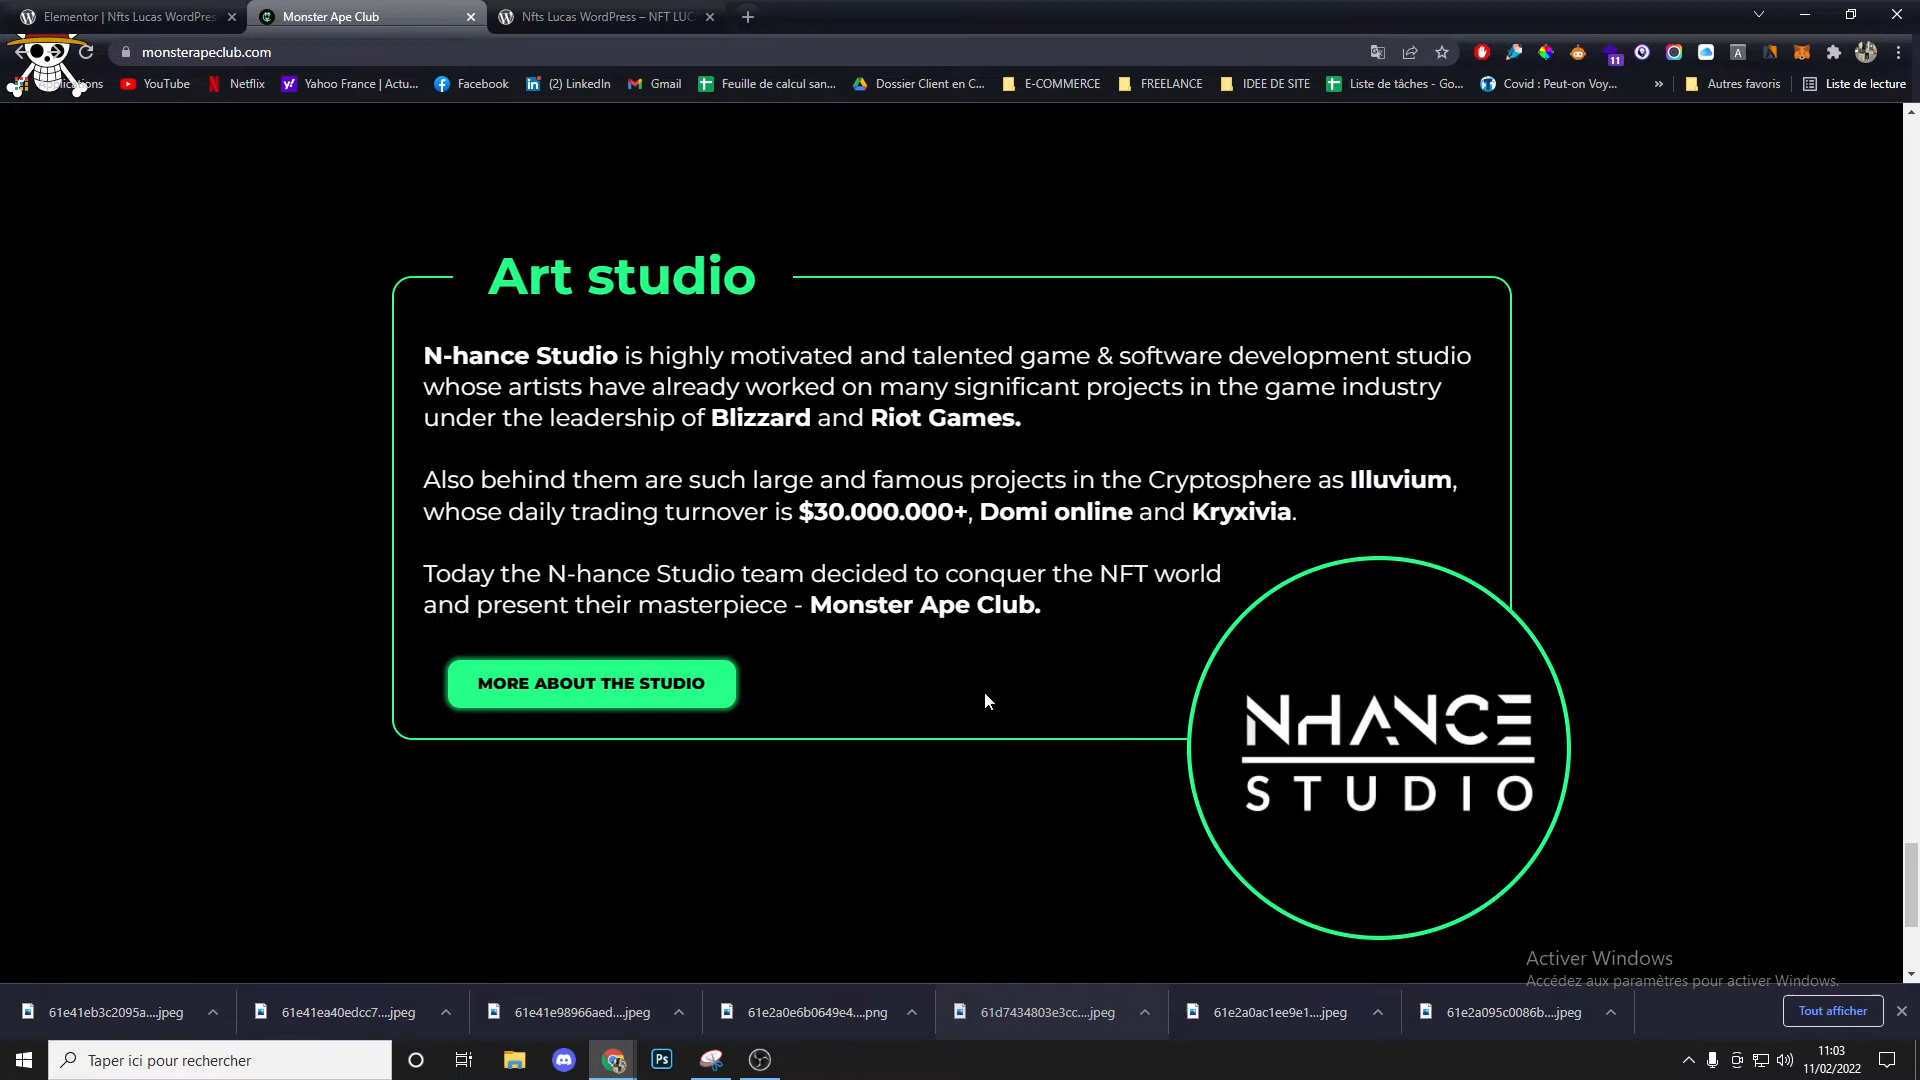 Elementor | Nfts Lucas WordPres
Monster Ape Club
Nfts Lucas WordPress – NFT LUC
monsterapeclub.com
11
YouTube
Netflix
Yahoo France | Actu...
Facebook
(2) LinkedIn
Gmail
Feuille de calcul san...
Dossier Client en C...
E-COMMERCE
FREELANCE
IDEE DE SITE
Liste de tâches - Go...
Covid : Peut-on Voy...
»
Autres favoris
Liste de lecture
Art studio
N-hance Studio is highly motivated and talented game & software development studio
whose artists have already worked on many significant projects in the game industry
under the leadership of Blizzard and Riot Games.
Also behind them are such large and famous projects in the Cryptosphere as Illuvium,
whose daily trading turnover is $30.000.000+, Domi online and Kryxivia.
Today the N-hance Studio team decided to conquer the NFT world
and present their masterpiece - Monster Ape Club.
MORE ABOUT THE STUDIO
NHANCE
STUDIO
Activer Windows
Accédez aux paramètres pour activer Windows.
61e41eb3c2095a....jpeg
61e41ea40edcc7....jpeg
61e41e98966aed....jpeg
61e2a0e6b0649e4....png
61d7434803e3cc....jpeg
61e2a0ac1ee9e1....jpeg
61e2a095c0086b....jpeg
Tout afficher
Taper ici pour rechercher
Ps
11:03
11/02/2022